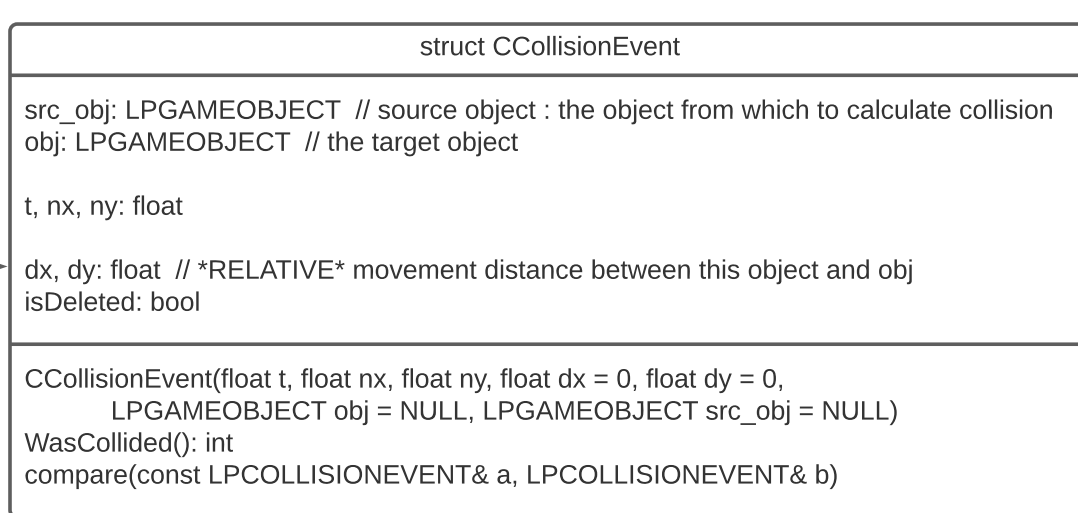 struct CCollisionEvent
src_obj: LPGAMEOBJECT  // source object : the object from which to calculate collision
obj: LPGAMEOBJECT  // the target object
t, nx, ny: float
dx, dy: float  // *RELATIVE* movement distance between this object and obj
isDeleted: bool
CCollisionEvent(float t, float nx, float ny, float dx = 0, float dy = 0,
LPGAMEOBJECT obj = NULL, LPGAMEOBJECT src_obj = NULL)
WasCollided(): int
compare(const LPCOLLISIONEVENT& a, LPCOLLISIONEVENT& b)